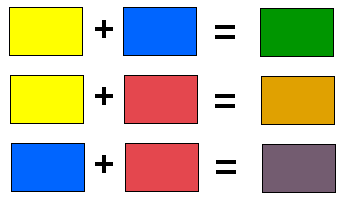 + =
+ =
+ =